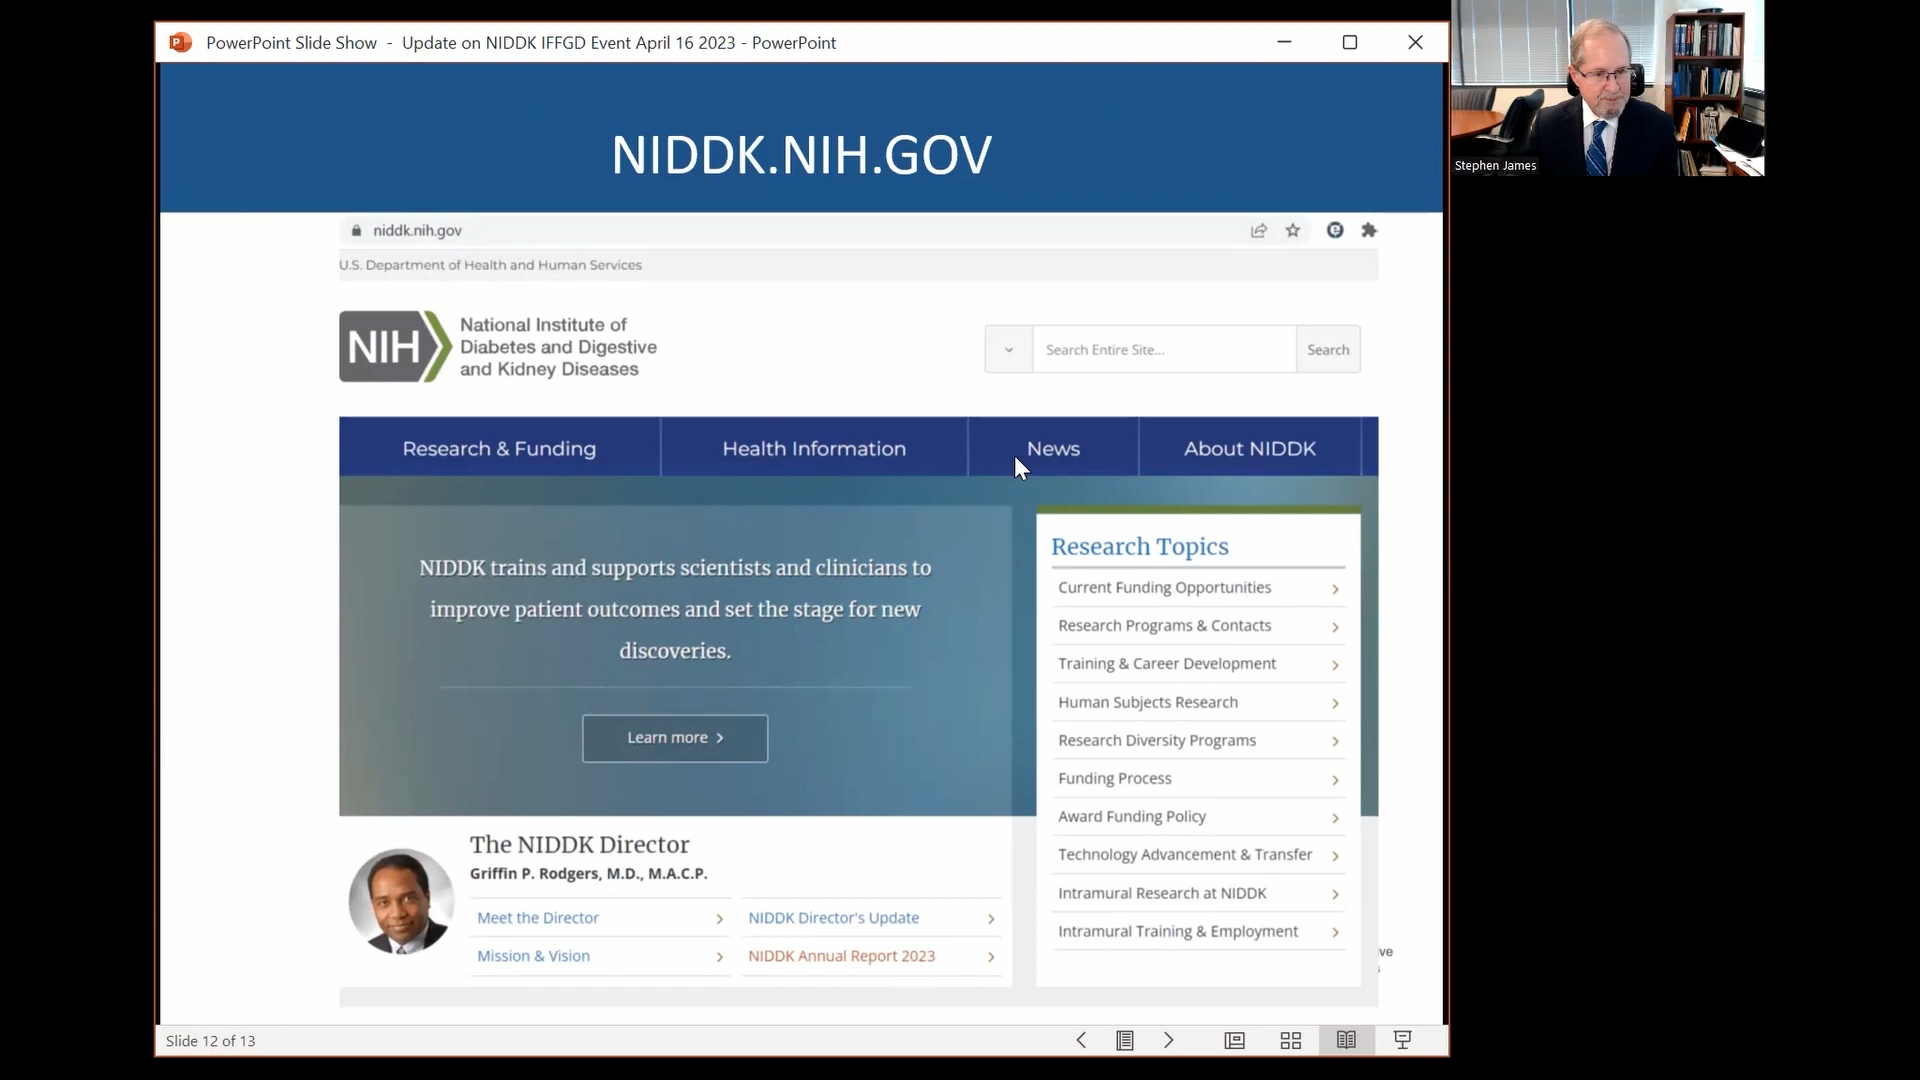 PowerPoint Slide Show - Update on NIDDK IFFGD Event April 16 2023 - PowerPoint
Stephen James
NIDDK.NIH.GOV
niddk.nih.gov
U.S. Department of Health and Human Services
NIH
National Institute of
Diabetes and Digestive
and Kidney Diseases
Search Entire Site...
Search
Research & Funding
Health Information
News
About NIDDK
NIDDK trains and supports scientists and clinicians to
improve patient outcomes and set the stage for new
discoveries.
Learn more
Research Topics
Current Funding Opportunities
Research Programs & Contacts
Training & Career Development
Human Subjects Research
Research Diversity Programs
Funding Process
Award Funding Policy
Technology Advancement & Transfer
Intramural Research at NIDDK
Intramural Training & Employment
The NIDDK Director
Griffin P. Rodgers, M.D., M.A.C.P.
Meet the Director
NIDDK Director's Update
Mission & Vision
NIDDK Annual Report 2023
ve
Slide 12 of 13